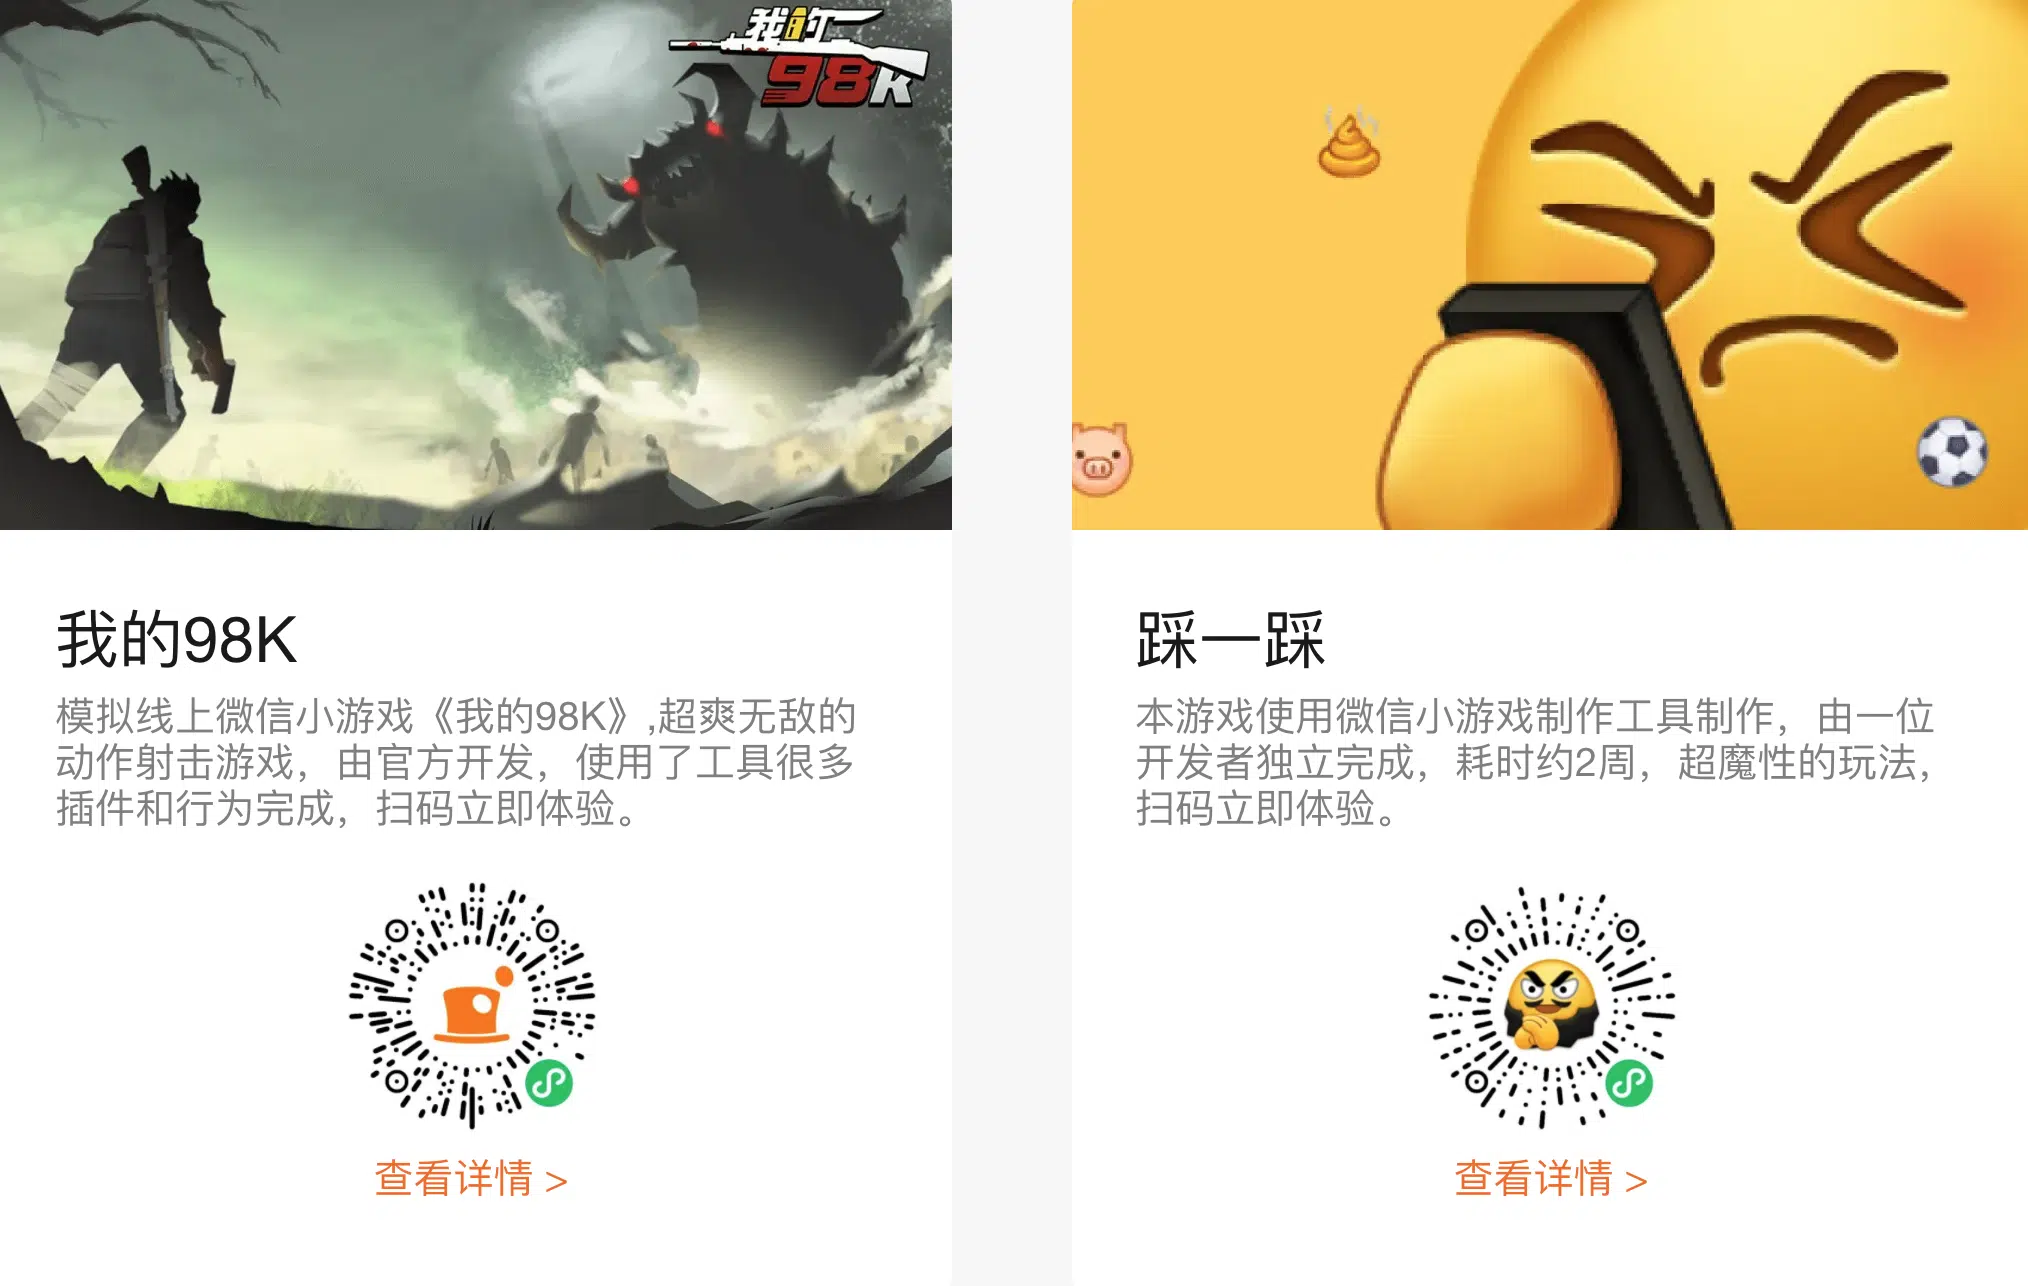 我的
98K
我的98K
模拟线上微信小游戏《我的98K》,超爽无敌的
动作射击游戏，由官方开发，使用了工具很多
插件和行为完成，扫码立即体验。
查看详情 >
踩一踩
本游戏使用微信小游戏制作工具制作，由一位
开发者独立完成，耗时约2周，超魔性的玩法，
扫码立即体验。
查看详情 >